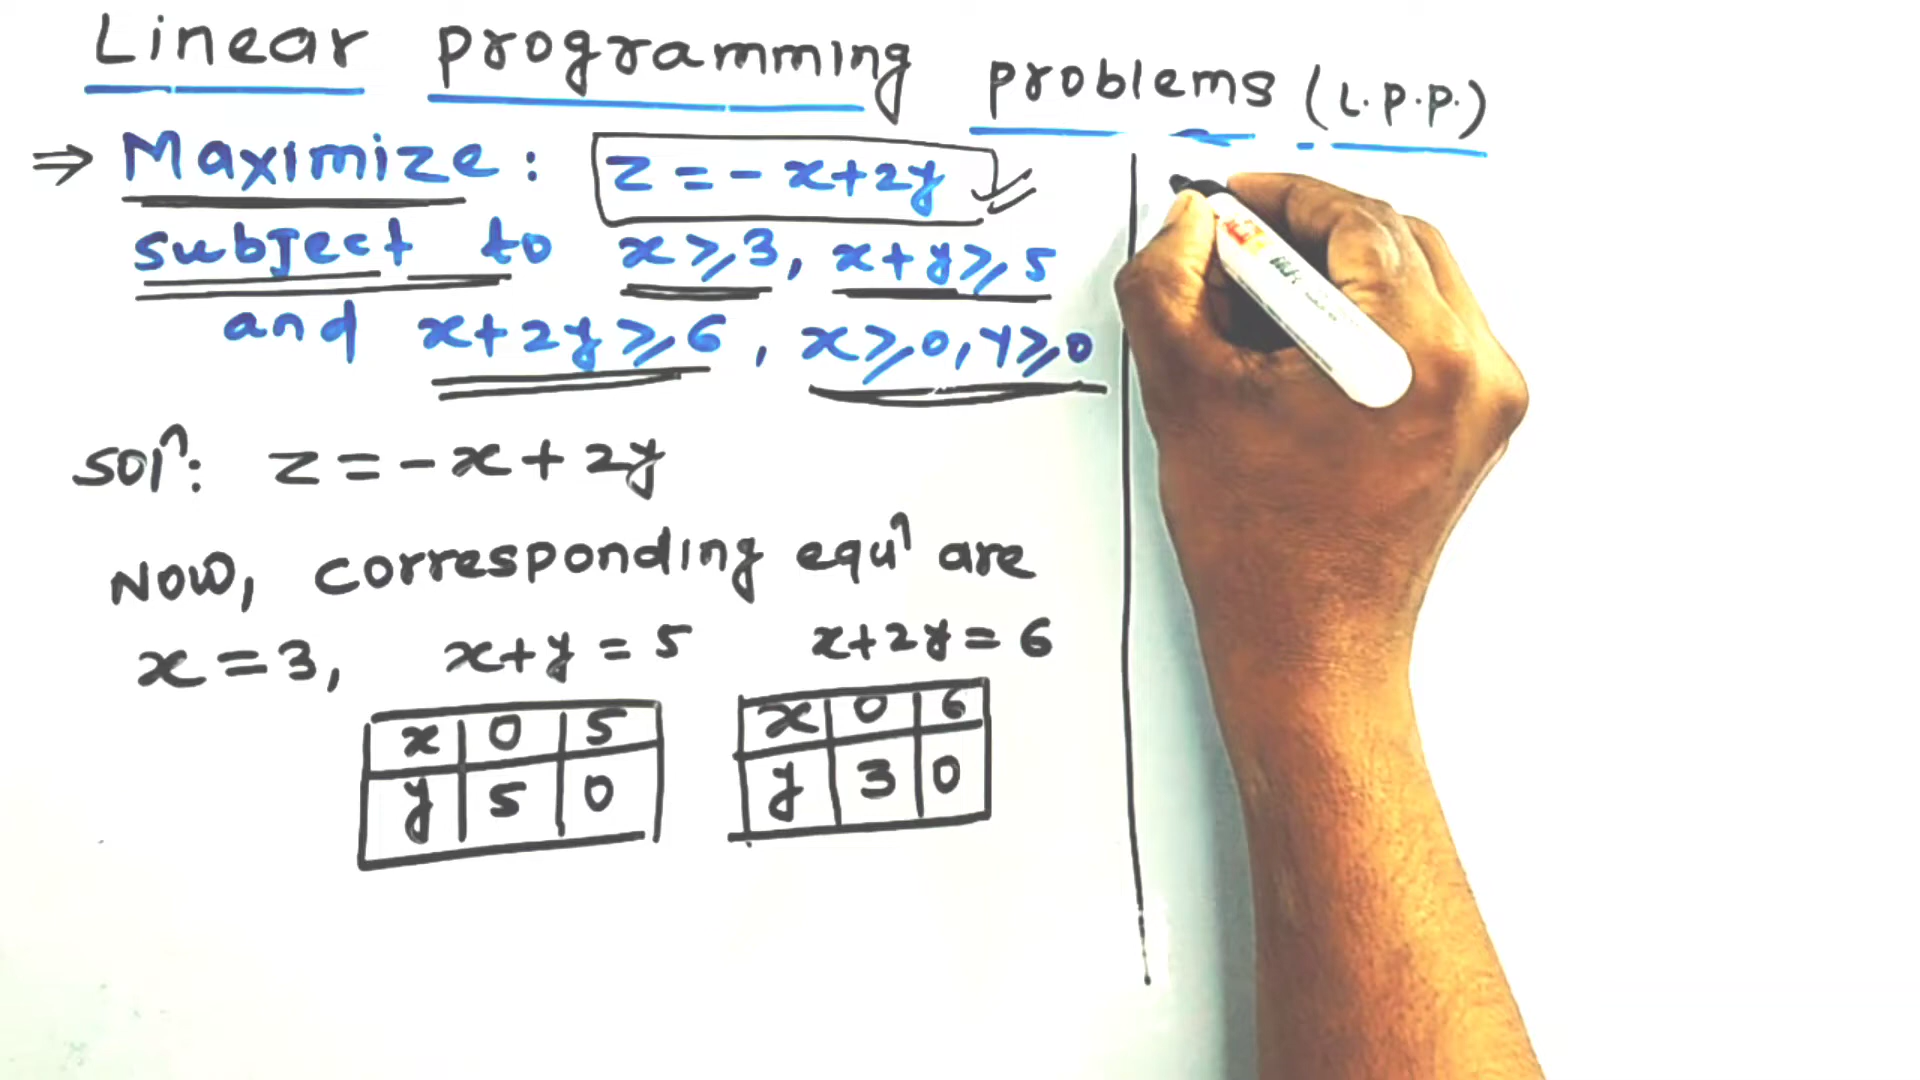 Linear programming problems (L.P.P.)
⇒ Maximize: z = - x+2y
subject to x ≥ 3, x+y ≥ 5
and x+2y ≥ 6, x ≥ 0, y ≥ 0
Solⁿ: z = - x + 2y
NOW, corresponding equⁿ are
x = 3, x+y = 5 x+2y = 6
x 0 5 x 0 6
y 5 0 y 3 0